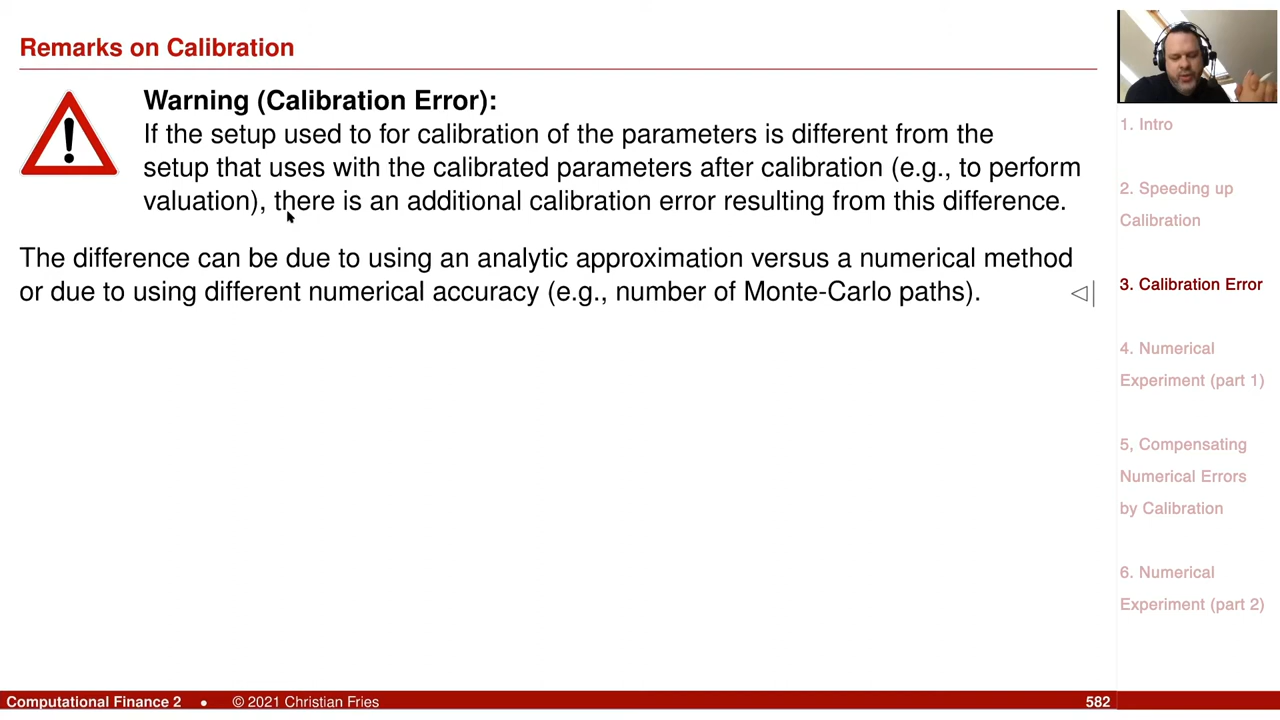 Remarks on Calibration
Warning (Calibration Error):
If the setup used to for calibration of the parameters is different from the
setup that uses with the calibrated parameters after calibration (e.g., to perform
valuation), there is an additional calibration error resulting from this difference.
The difference can be due to using an analytic approximation versus a numerical method
or due to using different numerical accuracy (e.g., number of Monte-Carlo paths).
1. Intro
2. Speeding up
Calibration
3. Calibration Error
4. Numerical
Experiment (part 1)
5, Compensating
Numerical Errors
by Calibration
6. Numerical
Experiment (part 2)
Computational Finance 2 • © 2021 Christian Fries 582